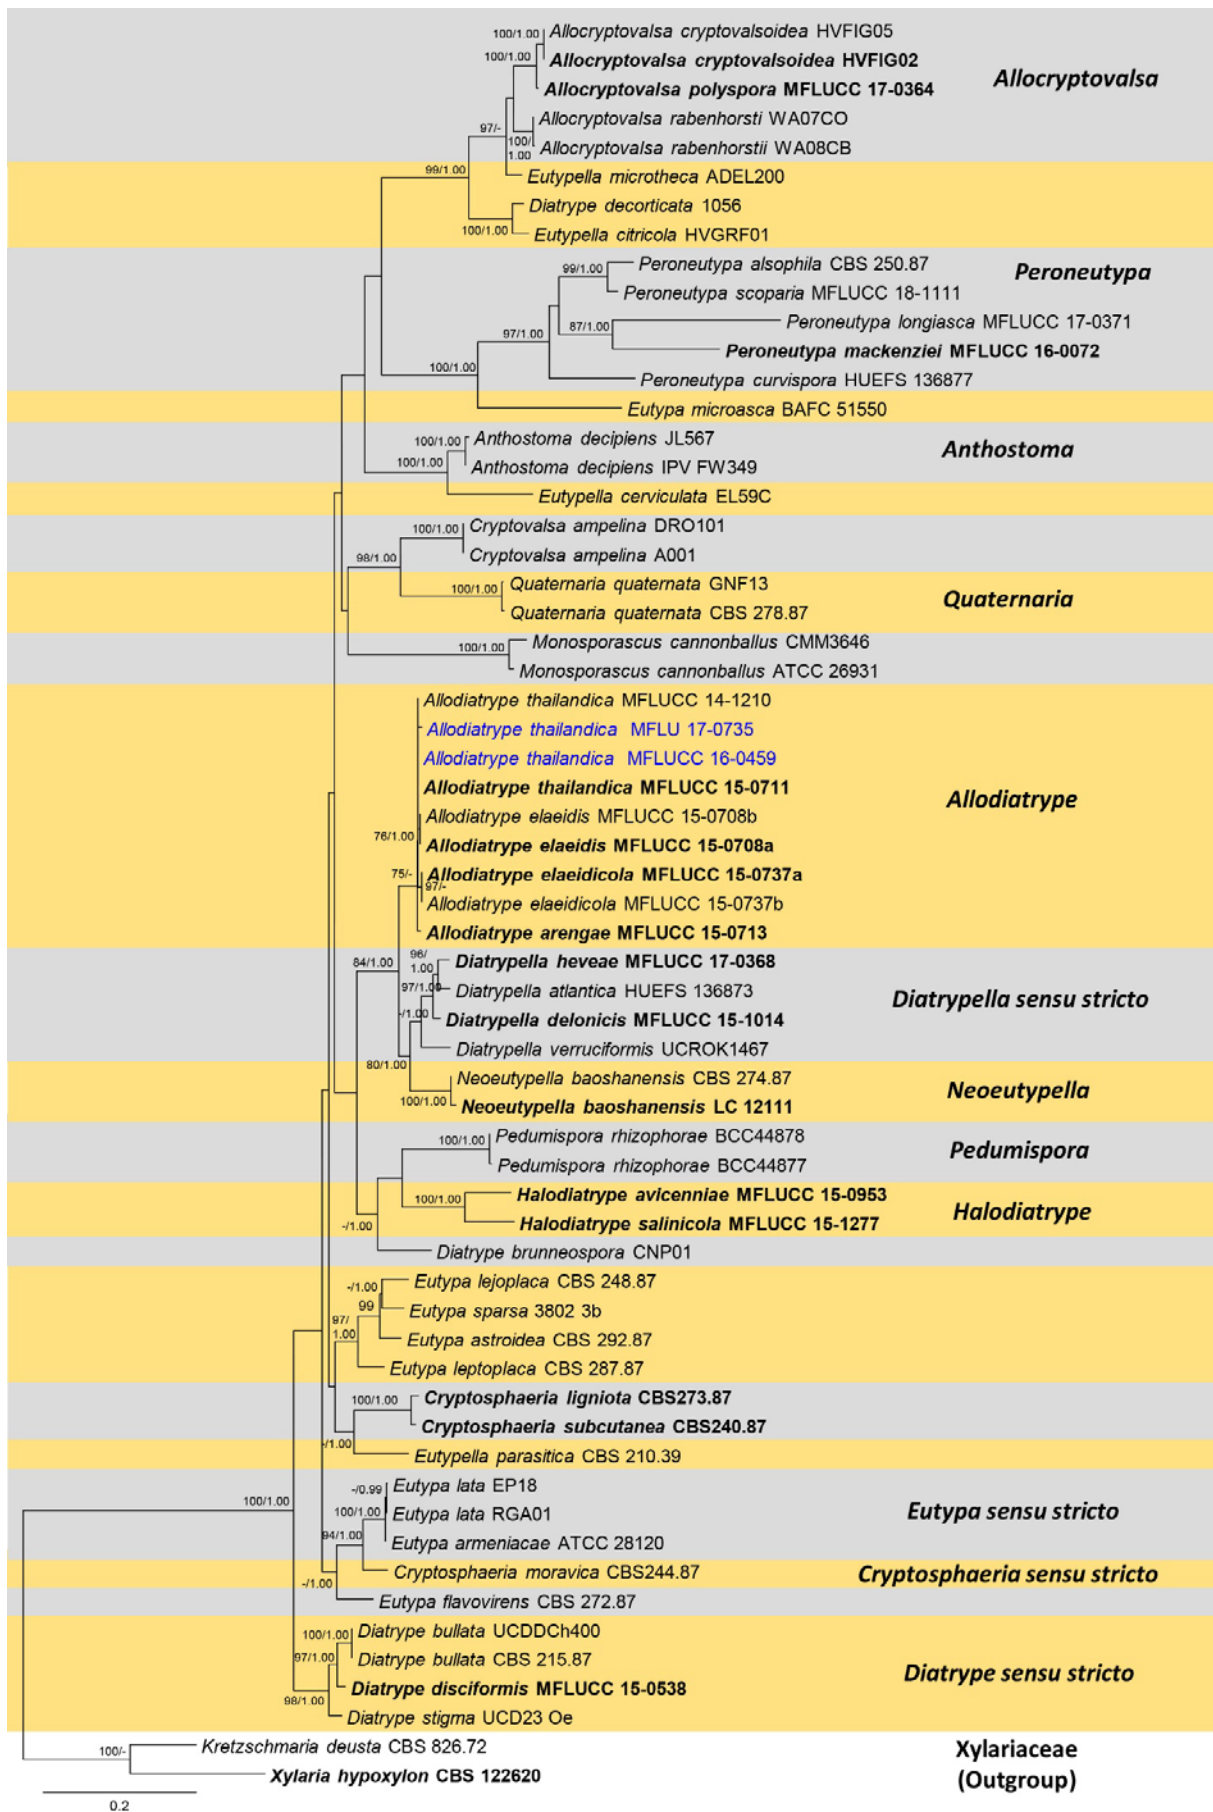 100/1.00 Allocryptovalsa cryptovalsoidea HVFIG05
100/1.00 Allocryptovalsa cryptovalsoidea HVFIG02
Allocryptovalsa
Allocryptovalsa polyspora MFLUCC 17-0364
Allocryptovalsa rabenhorsti WA07CO
97/-
100/
1.00
Allocryptovalsa rabenhorstii WA08CB
99/1.00
Eutypella microtheca ADEL200
Diatrype decorticata 1056
100/1.00 Eutypella citricola HVGRF01
99/1.00 Peroneutypa alsophila CBS 250.87
Peroneutypa
Peroneutypa scoparia MFLUCC 18-1111
97/1.00 87/1.00 Peroneutypa longiasca MFLUCC 17-0371
Peroneutypa mackenziei MFLUCC 16-0072
100/1.00 Peroneutypa curvispora HUEFS 136877
Eutypa microasca BAFC 51550
100/1.00 Anthostoma decipiens JL567
Anthostoma
100/1.00 Anthostoma decipiens IPV FW349
Eutypella cerviculata EL59C
100/1.00 Cryptovalsa ampelina DRO101
98/1.00 Cryptovalsa ampelina A001
100/1.00 Quaternaria quaternata GNF13
Quaternaria
Quaternaria quaternata CBS 278.87
100/1.00 Monosporascus cannonballus CMM3646
Monosporascus cannonballus ATCC 26931
Allodiatrype thailandica MFLUCC 14-1210
Allodiatrype thailandica MFLU 17-0735
Allodiatrype thailandica MFLUCC 16-0459
Allodiatrype thailandica MFLUCC 15-0711
Allodiatrype
Allodiatrype elaeidis MFLUCC 15-0708b
76/1.00 Allodiatrype elaeidis MFLUCC 15-0708a
75/- Allodiatrype elaeidicola MFLUCC 15-0737a
97/-
Allodiatrype elaeidicola MFLUCC 15-0737b
Allodiatrype arengae MFLUCC 15-0713
84/1.00 96/
1.00
Diatrypella heveae MFLUCC 17-0368
97/1.00 Diatrypella atlantica HUEFS 136873
Diatrypella sensu stricto
-/1.00 Diatrypella delonicis MFLUCC 15-1014
Diatrypella verruciformis UCROK1467
80/1.00
Neoeutypella baoshanensis CBS 274.87
Neoeutypella
100/1.00 Neoeutypella baoshanensis LC 12111
100/1.00 Pedumispora rhizophorae BCC44878
Pedumispora
Pedumispora rhizophorae BCC44877
100/1.00 Halodiatrype avicenniae MFLUCC 15-0953
Halodiatrype
-/1.00 Halodiatrype salinicola MFLUCC 15-1277
Diatrype brunneospora CNP01
-/1.00 Eutypa lejoplaca CBS 248.87
99 Eutypa sparsa 3802 3b
97/
1.00
Eutypa astroidea CBS 292.87
Eutypa leptoplaca CBS 287.87
100/1.00 Cryptosphaeria ligniota CBS273.87
Cryptosphaeria subcutanea CBS240.87
-/1.00 Eutypella parasitica CBS 210.39
100/1.00 -/0.99 Eutypa lata EP18
100/1.00 Eutypa lata RGA01
Eutypa sensu stricto
94/1.00 Eutypa armeniacae ATCC 28120
Cryptosphaeria moravica CBS244.87
Cryptosphaeria sensu stricto
-/1.00 Eutypa flavovirens CBS 272.87
100/1.00 Diatrype bullata UCDDCh400
97/1.00 Diatrype bullata CBS 215.87
Diatrype sensu stricto
Diatrype disciformis MFLUCC 15-0538
98/1.00
Diatrype stigma UCD23 Oe
100/- Kretzschmaria deusta CBS 826.72
Xylariaceae
Xylaria hypoxylon CBS 122620
(Outgroup)
0.2